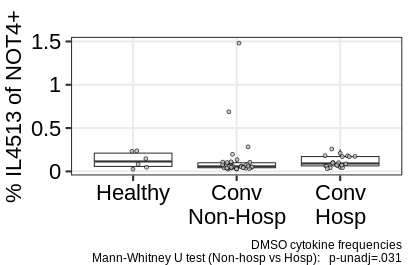 % IL4513 of NOT4+
1.5
1
0.5
0
Healthy
Conv
Non-Hosp
Conv
Hosp
DMSO cytokine frequencies
Mann-Whitney U test (Non-hosp vs Hosp): p-unadj=.031